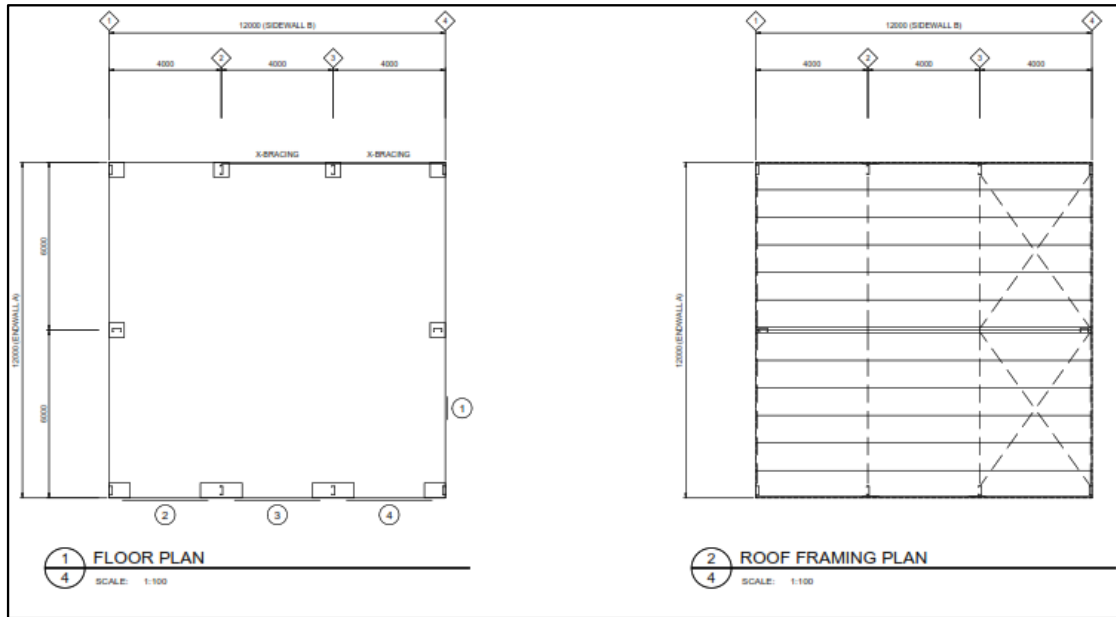 1
4
12000 (SIDEWALL B)
4000
2
4000
3
4000
X-BRACING
X-BRACING
12000 (ENDWALL A)
6000
6000
1
2
3
4
1
4
FLOOR PLAN
SCALE: 1:100
1
4
12000 (SIDEWALL B)
4000
2
4000
3
4000
12000 (ENDWALL A)
2
4
ROOF FRAMING PLAN
SCALE: 1:100